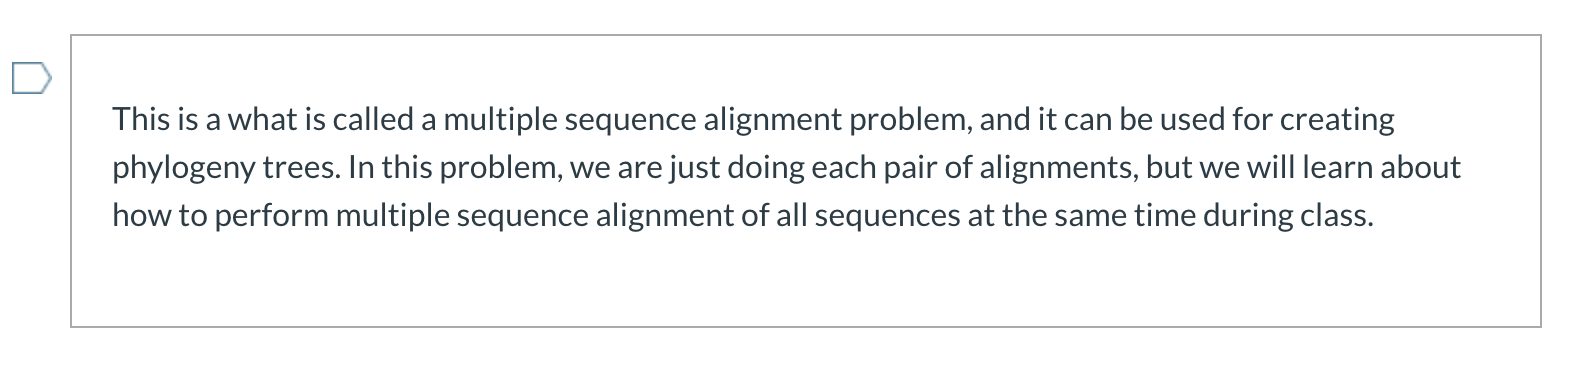 This is a what is called a multiple sequence alignment problem, and it can be used for creating
phylogeny trees. In this problem, we are just doing each pair of alignments, but we will learn about
how to perform multiple sequence alignment of all sequences at the same time during class.